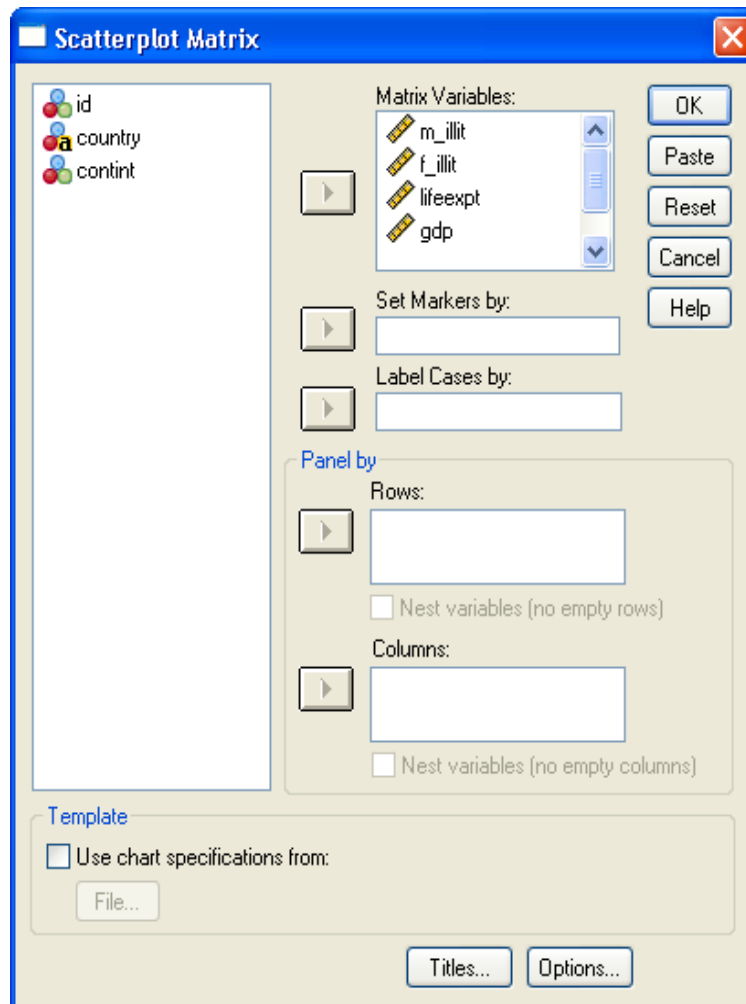 Scatterplot Matrix
id
a country
contint
Matrix Variables:
m_illit
f_illit
lifeexpt
gdp
OK
Paste
Reset
Cancel
Help
Set Markers by:
Label Cases by:
Panel by
Rows:
Nest variables (no empty rows)
Columns:
Nest variables (no empty columns)
Template
Use chart specifications from:
File...
Titles...
Options...